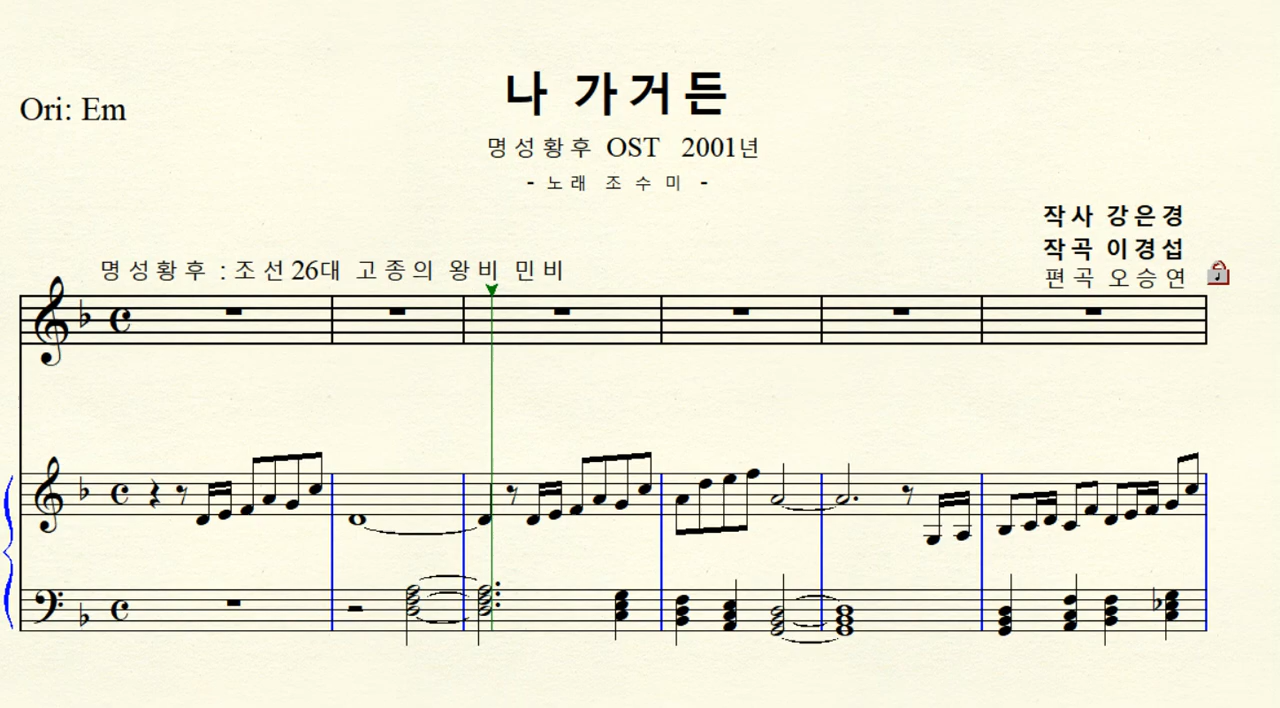 나 가거든
Ori: Em
명성황후 OST 2001년
- 노래 조수미 -
작사 강은경
작곡 이경섭
편곡 오승연
명성황후 : 조선 26대 고종의 왕비 민비